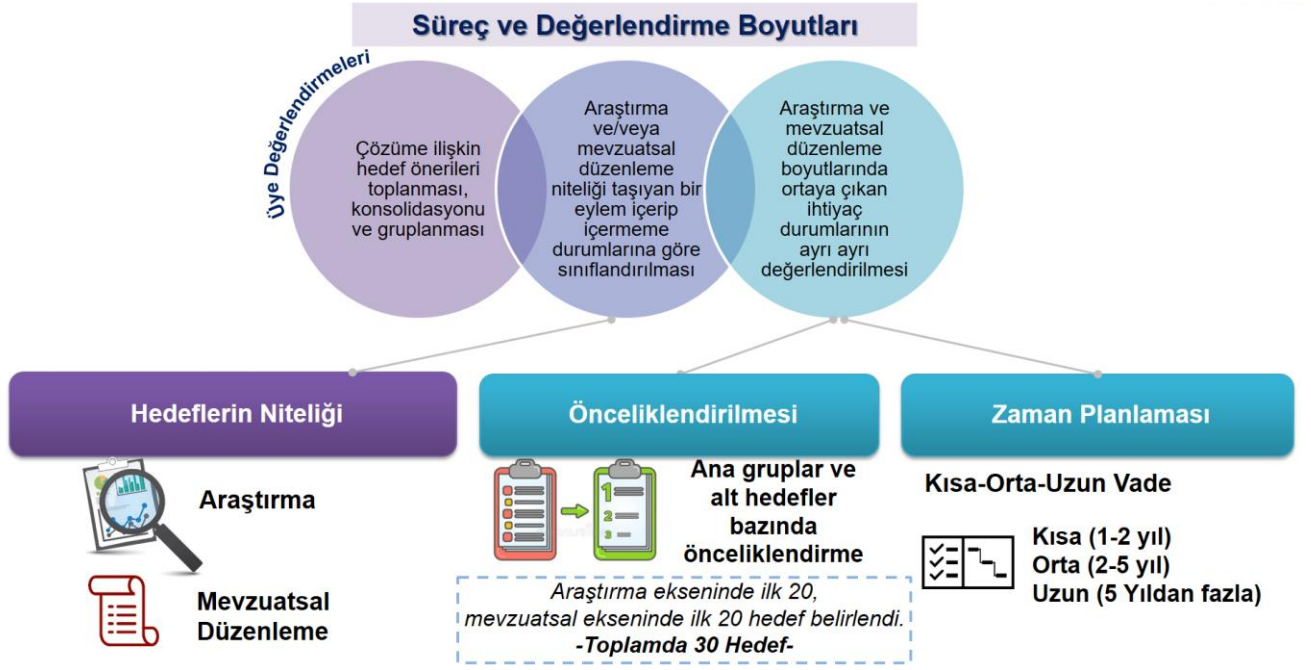 Süreç ve Değerlendirme Boyutları
Üye Değerlendirmeleri
Çözüme ilişkin
hedef önerileri
toplanması,
konsolidasyonu
ve gruplanması
Araştırma
ve/veya
mevzuatsal
düzenleme
niteliği taşıyan bir
eylem içerip
içermeme
durumlarına göre
sınıflandırılması
Araştırma ve
mevzuatsal
düzenleme
boyutlarında
ortaya çıkan
ihtiyaç
durumlarının
ayrı ayrı
değerlendirilmesi
Hedeflerin Niteliği
Araştırma
Mevzuatsal
Düzenleme
Önceliklendirilmesi
1
2
3
Ana gruplar ve
alt hedefler
bazında
önceliklendirme
Araştırma ekseninde ilk 20,
mevzuatsal ekseninde ilk 20 hedef belirlendi.
-Toplamda 30 Hedef-
Zaman Planlaması
Kısa-Orta-Uzun Vade
Kısa (1-2 yıl)
Orta (2-5 yıl)
Uzun (5 Yıldan fazla)